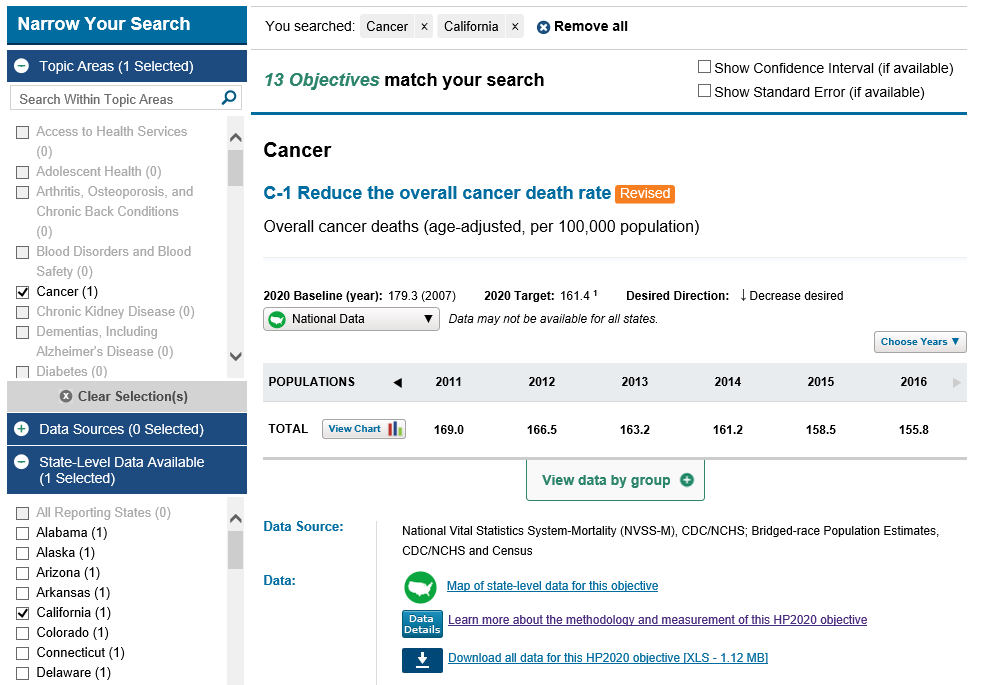 Narrow Your Search
Topic Areas (1 Selected)
Search Within Topic Areas
Access to Health Services
(0)
Adolescent Health (0)
Arthritis, Osteoporosis, and
Chronic Back Conditions
(0)
Blood Disorders and Blood
Safety (0)
Cancer (1)
Chronic Kidney Disease (0)
Dementias, Including
Alzheimer's Disease (0)
Diabetes (0)
Clear Selection(s)
Data Sources (0 Selected)
State-Level Data Available
(1 Selected)
All Reporting States (0)
Alabama (1)
Alaska (1)
Arizona (1)
Arkansas (1)
California (1)
Colorado (1)
Connecticut (1)
Delaware (1)
You searched: Cancer × California × Remove all
13 Objectives match your search
Show Confidence Interval (if available)
Show Standard Error (if available)
Cancer
C-1 Reduce the overall cancer death rate Revised
Overall cancer deaths (age-adjusted, per 100,000 population)
2020 Baseline (year): 179.3 (2007) 2020 Target: 161.4 ¹ Desired Direction: ↓ Decrease desired
National Data ▼ Data may not be available for all states.
Choose Years ▼
POPULATIONS ◀ 2011 2012 2013 2014 2015 2016 ▶
TOTAL View Chart 169.0 166.5 163.2 161.2 158.5 155.8
View data by group
Data Source: National Vital Statistics System-Mortality (NVSS-M), CDC/NCHS; Bridged-race Population Estimates,
CDC/NCHS and Census
Data: Map of state-level data for this objective
Data Details Learn more about the methodology and measurement of this HP2020 objective
Download all data for this HP2020 objective [XLS - 1.12 MB]